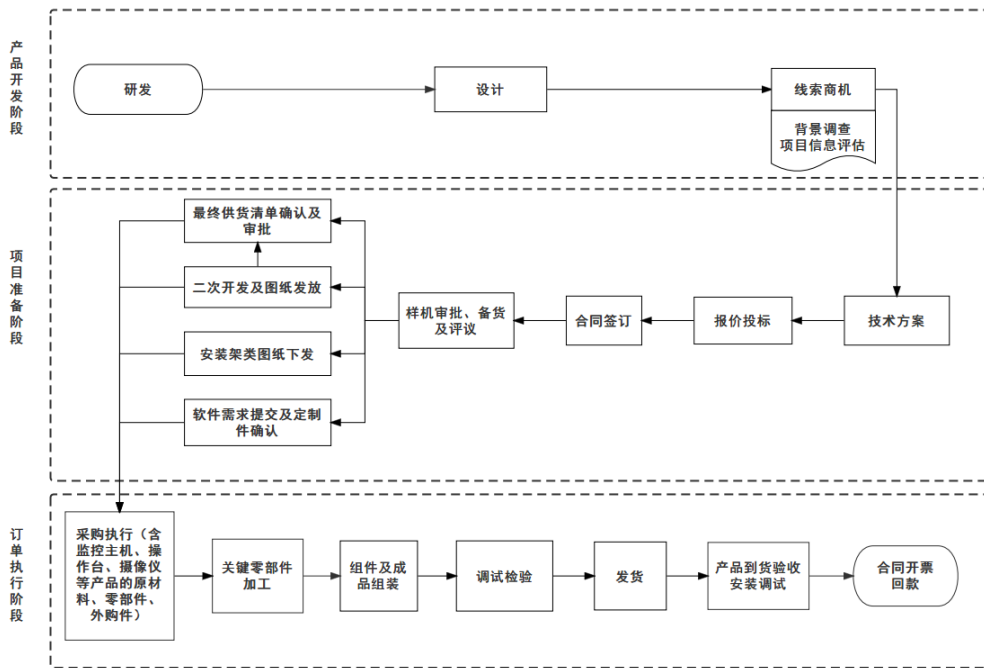 产品开发阶段
研发
设计
线索商机
背景调查
项目信息评估
项目准备阶段
最终供货清单确认及
审批
二次开发及图纸发放
安装架类图纸下发
软件需求提交及定制
件确认
样机审批、备货
及评议
合同签订
报价投标
技术方案
订单执行阶段
采购执行（含
监控主机、操
作台、摄像仪
等产品的原材
料、零部件、
外购件）
关键零部件
加工
组件及成
品组装
调试检验
发货
产品到货验收
安装调试
合同开票
回款